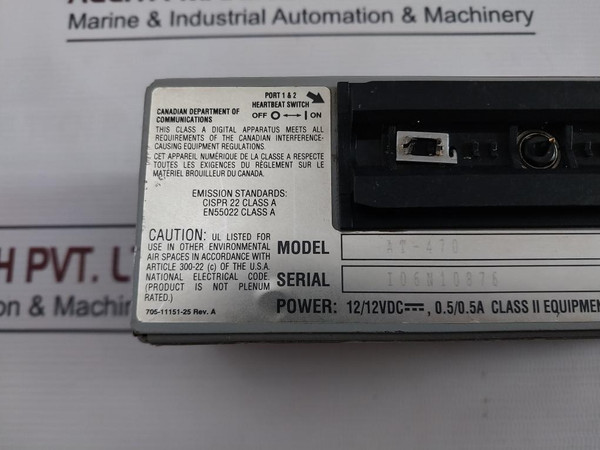 Marine & Industrial Automation & Machinery
PORT 1 & 2
HEARTBEAT SWITCH
OFF O ←→ | ON
CANADIAN DEPARTMENT OF
COMMUNICATIONS
THIS CLASS A DIGITAL APPARATUS MEETS ALL
REQUIREMENTS OF THE CANADIAN INTERFERENCE-
CAUSING EQUIPMENT REGULATIONS.
CET APPAREIL NUMÉRIQUE DE LA CLASSE A RESPECTE
TOUTES LES EXIGENCES DU RÈGLEMENT SUR LE
MATÉRIEL BROUILLEUR DU CANADA.
EMISSION STANDARDS:
CISPR 22 CLASS A
EN55022 CLASS A
CAUTION: UL LISTED FOR
USE IN OTHER ENVIRONMENTAL
AIR SPACES IN ACCORDANCE WITH
ARTICLE 300-22 (c) OF THE U.S.A.
NATIONAL ELECTRICAL CODE
(PRODUCT IS NOT PLENUM
RATED.)
705-11151-25 Rev. A
MODEL AT-470
SERIAL
POWER: 12/12VDC, 0.5/0.5A CLASS II EQUIPMEN
H PVT.
ation & Machin